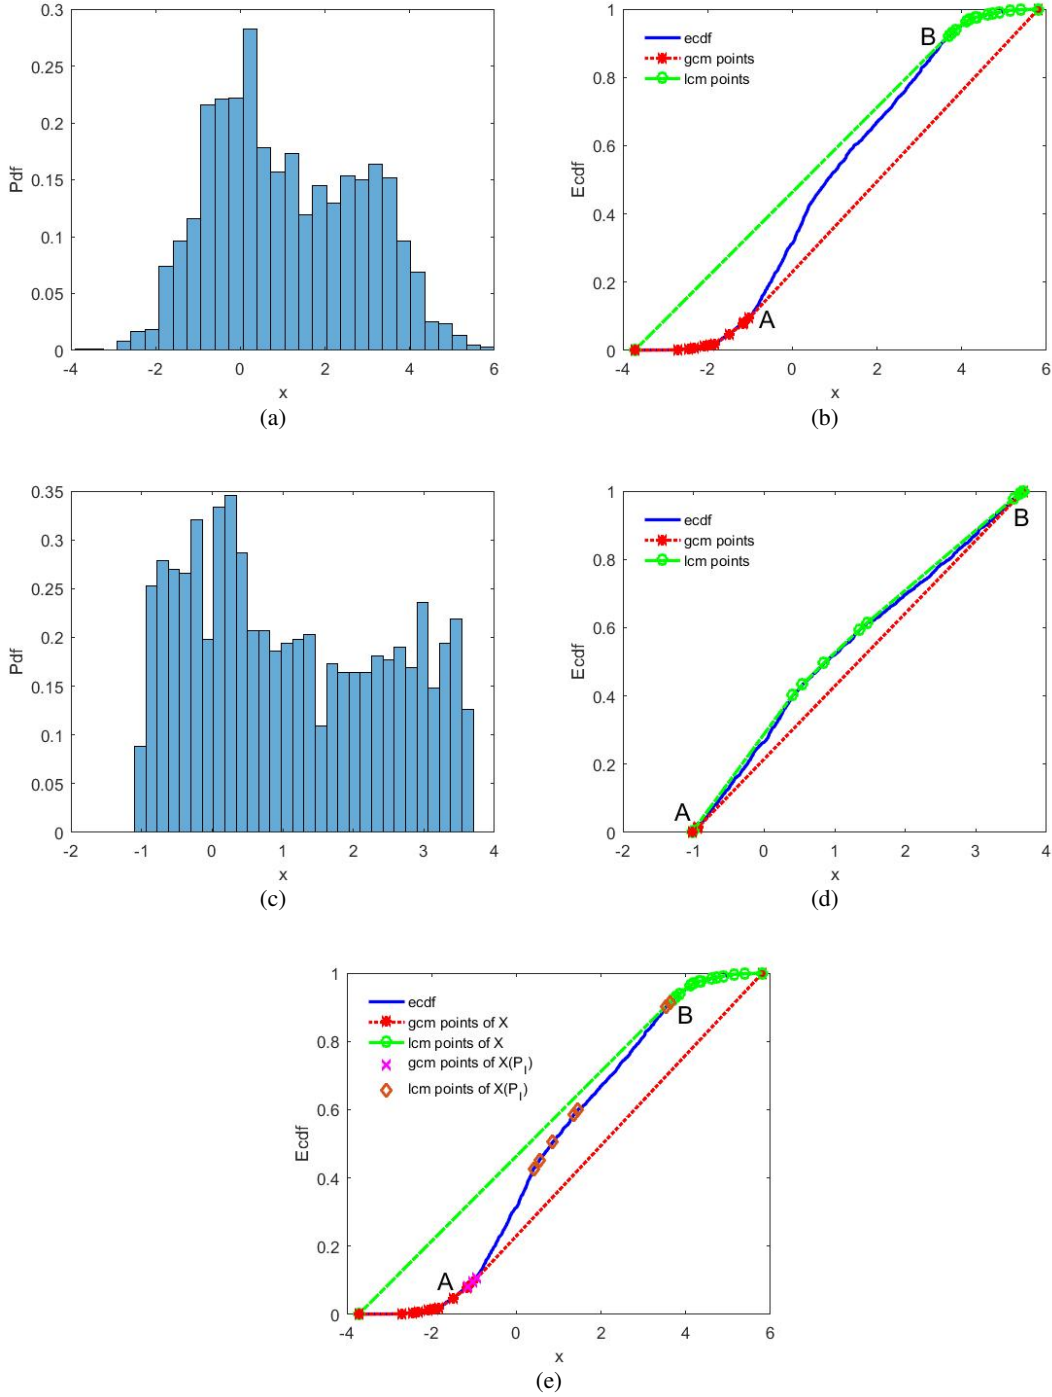 0.3
0.25
0.2
0.15
0.1
0.05
0
-4
-2
0
2
4
6
Pdf
x
(a)
1
0.8
0.6
0.4
0.2
0
-4
-2
0
2
4
6
Ecdf
x
ecdf
gcm points
lcm points
A
B
(b)
0.35
0.3
0.25
0.2
0.15
0.1
0.05
0
-2
-1
0
1
2
3
4
Pdf
x
(c)
1
0.8
0.6
0.4
0.2
0
-2
-1
0
1
2
3
4
Ecdf
x
ecdf
gcm points
lcm points
A
B
(d)
1
0.8
0.6
0.4
0.2
0
-4
-2
0
2
4
6
Ecdf
x
ecdf
gcm points of X
lcm points of X
gcm points of X(P_I)
lcm points of X(P_I)
A
B
(e)